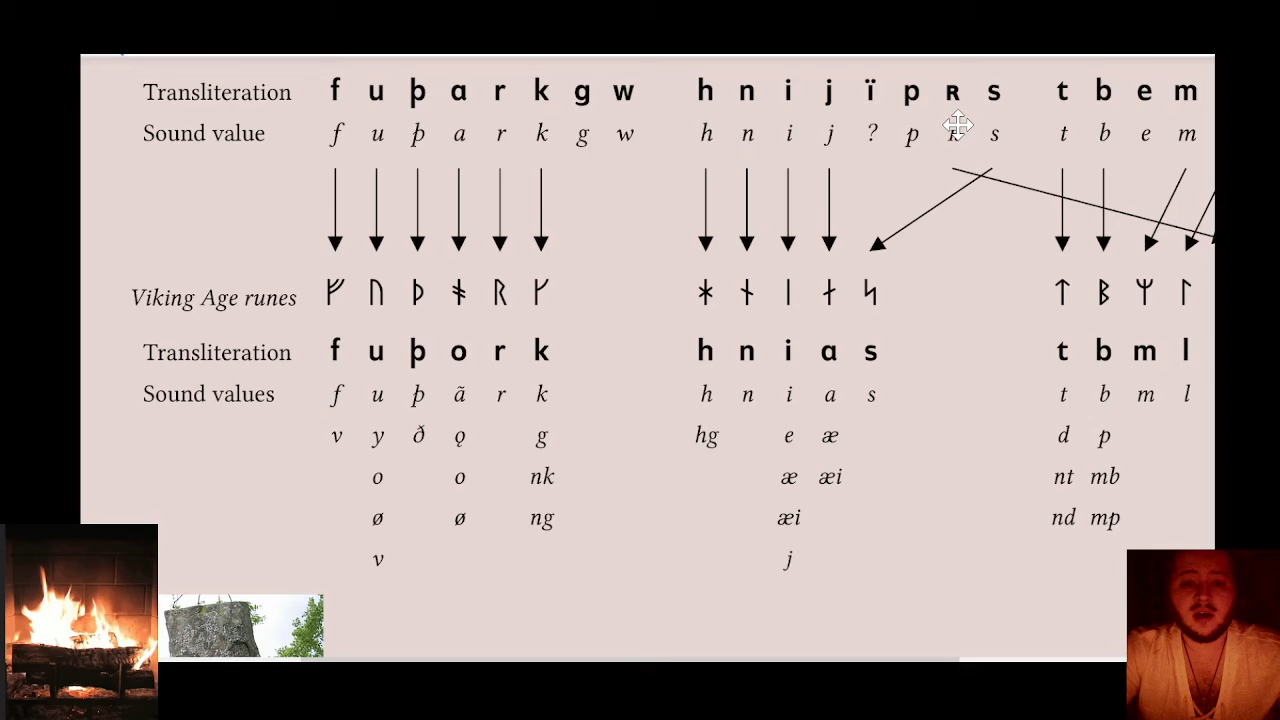 Transliteration f u þ a r k g w h n i j ï p ʀ s t b e m
Sound value f u þ a r k g w h n i j ? p s t b e m
Viking Age runes ᚠ ᚢ ᚦ ᚬ ᚱ ᚴ ᚼ ᚾ ᛁ ᛅ ᛋ ᛏ ᛒ ᛘ ᛚ
Transliteration f u þ o r k h n i a s t b m l
Sound values f u þ ã r k h n i a s t b m l
v y ð ǫ g hg e æ d p
o o nk æ æi nt mb
ø ø ng æi nd mp
v j